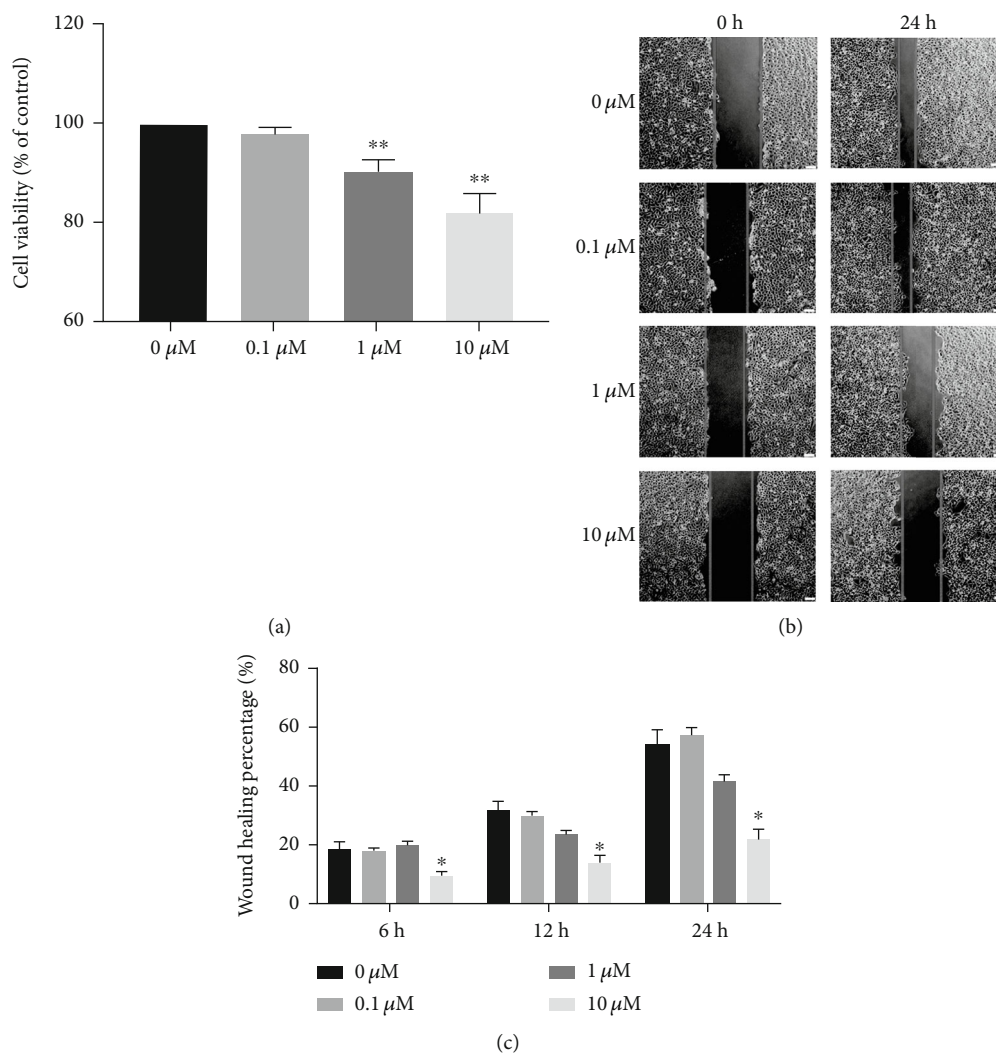 120
100
80
60
Cell viability (% of control)
**
**
0 μM
0.1 μM
1 μM
10 μM
(a)
0 h
24 h
0 μM
0.1 μM
1 μM
10 μM
(b)
80
60
40
20
0
Wound healing percentage (%)
*
*
*
6 h
12 h
24 h
0 μM
1 μM
0.1 μM
10 μM
(c)